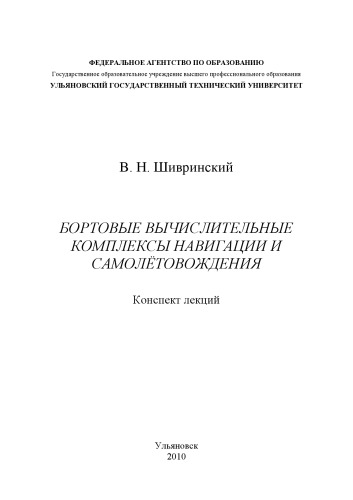 ФЕДЕРАЛЬНОЕ АГЕНТСТВО ПО ОБРАЗОВАНИЮ
Государственное образовательное учреждение высшего профессионального образования
УЛЬЯНОВСКИЙ ГОСУДАРСТВЕННЫЙ ТЕХНИЧЕСКИЙ УНИВЕРСИТЕТ
В. Н. Шивринский
БОРТОВЫЕ ВЫЧИСЛИТЕЛЬНЫЕ
КОМПЛЕКСЫ НАВИГАЦИИ И
САМОЛЁТОВОЖДЕНИЯ
Конспект лекций
Ульяновск
2010